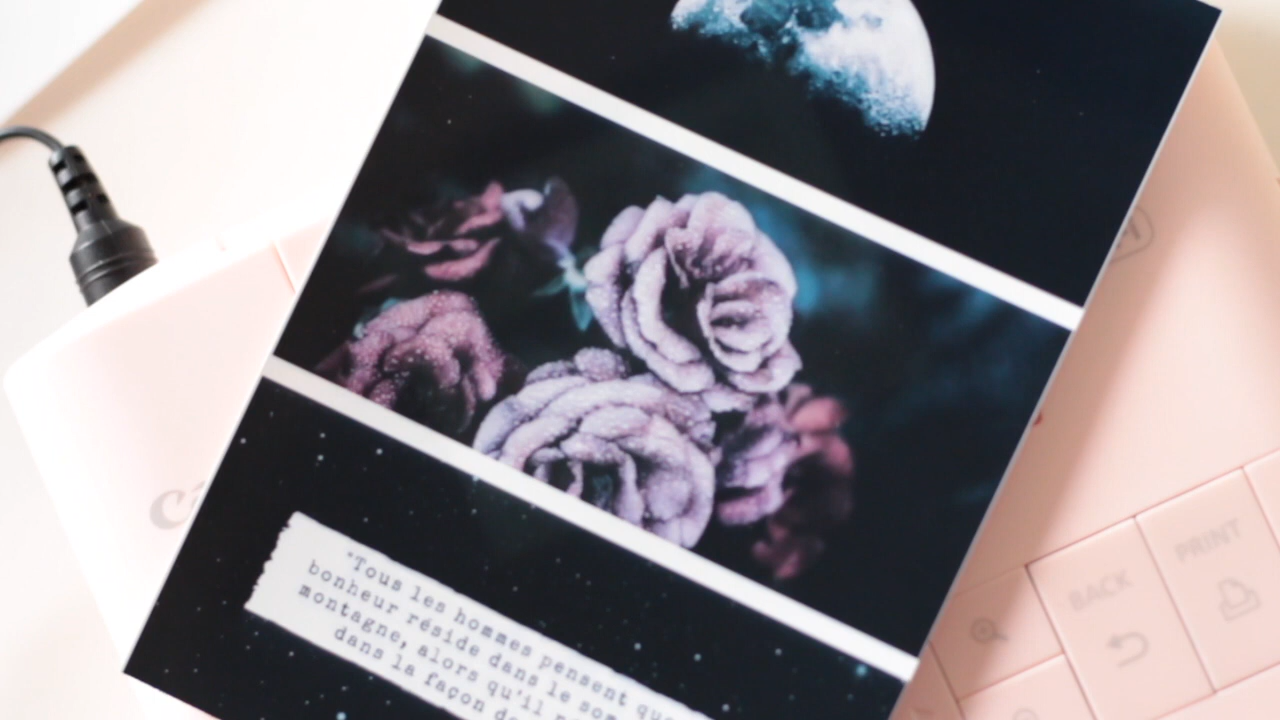 "Tous les hommes pensent que
bonheur réside dans le som
montagne, alors qu'il
dans la façon de
BACK
PRINT